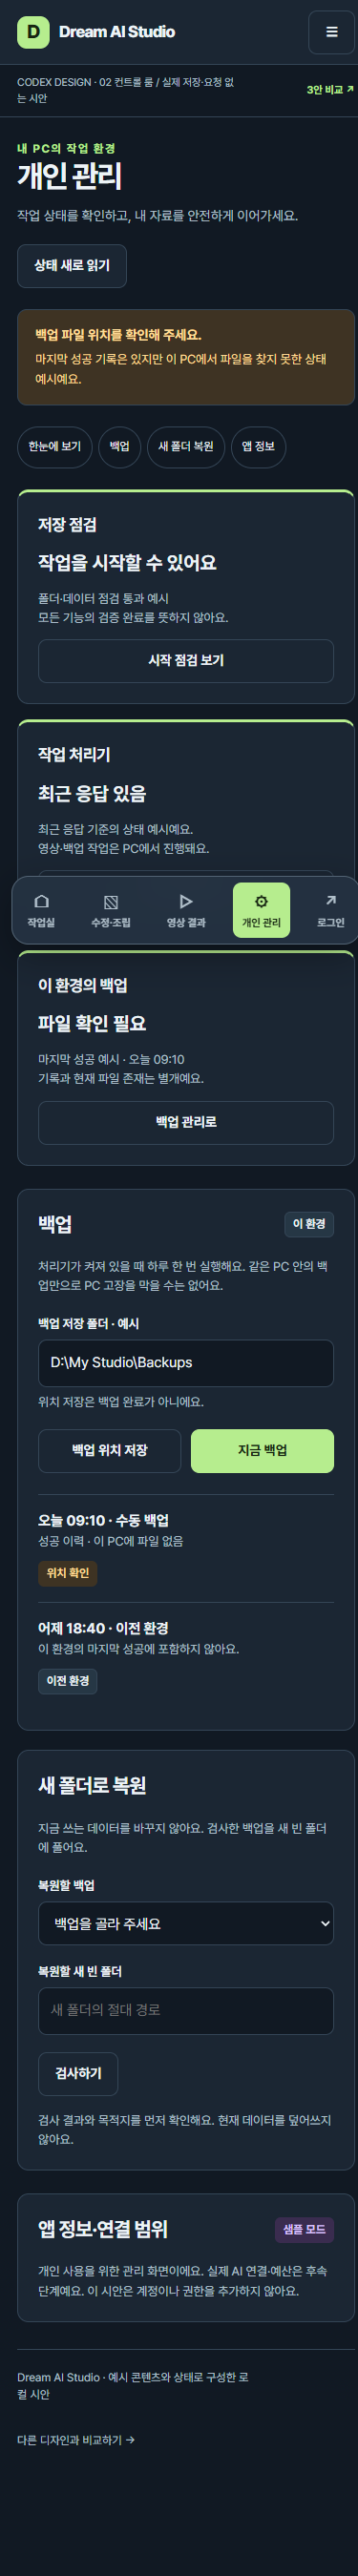 D Dream AI Studio
CODEX DESIGN · 02 컨트롤 룸 / 실제 저장·요청 없
는 시안
3안 비교 ↗
내 PC의 작업 환경
개인 관리
작업 상태를 확인하고, 내 자료를 안전하게 이어가세요.
상태 새로 읽기
백업 파일 위치를 확인해 주세요.
마지막 성공 기록은 있지만 이 PC에서 파일을 찾지 못한 상태
예시예요.
한눈에 보기 백업 새 폴더 복원 앱 정보
저장 점검
작업을 시작할 수 있어요
폴더·데이터 점검 통과 예시
모든 기능의 검증 완료를 뜻하지 않아요.
시작 점검 보기
작업 처리기
최근 응답 있음
최근 응답 기준의 상태 예시예요.
영상·백업 작업은 PC에서 진행돼요.
작업실 수정·조립 영상 결과 개인 관리 로그인
이 환경의 백업
파일 확인 필요
마지막 성공 예시 · 오늘 09:10
기록과 현재 파일 존재는 별개예요.
백업 관리로
백업
이 환경
처리기가 켜져 있을 때 하루 한 번 실행해요. 같은 PC 안의 백
업만으로 PC 고장을 막을 수는 없어요.
백업 저장 폴더 · 예시
D:\My Studio\Backups
위치 저장은 백업 완료가 아니에요.
백업 위치 저장 지금 백업
오늘 09:10 · 수동 백업
성공 이력 · 이 PC에 파일 없음
위치 확인
어제 18:40 · 이전 환경
이 환경의 마지막 성공에 포함하지 않아요.
이전 환경
새 폴더로 복원
지금 쓰는 데이터를 바꾸지 않아요. 검사한 백업을 새 빈 폴더
에 풀어요.
복원할 백업
백업을 골라 주세요
복원할 새 빈 폴더
새 폴더의 절대 경로
검사하기
검사 결과와 목적지를 먼저 확인해요. 현재 데이터를 덮어쓰지
않아요.
앱 정보·연결 범위
샘플 모드
개인 사용을 위한 관리 화면이에요. 실제 AI 연결·예산은 후속
단계예요. 이 시안은 계정이나 권한을 추가하지 않아요.
Dream AI Studio · 예시 콘텐츠와 상태로 구성한 로
컬 시안
다른 디자인과 비교하기 →